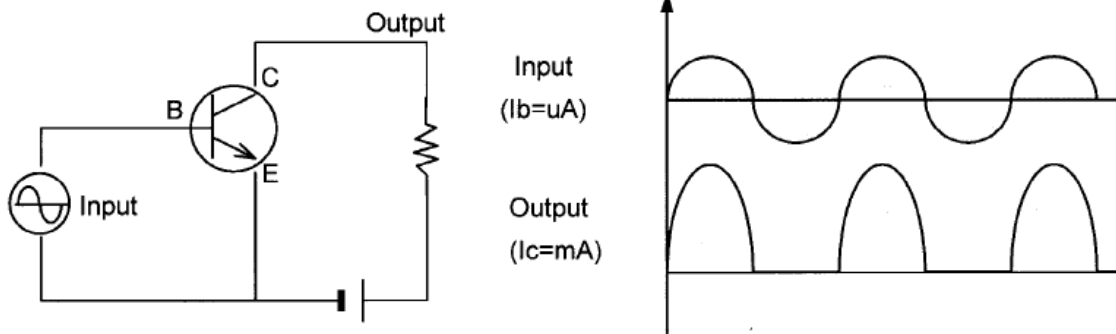 Output
C
B
E
Input
Input
(Ib=uA)
Output
(Ic=mA)